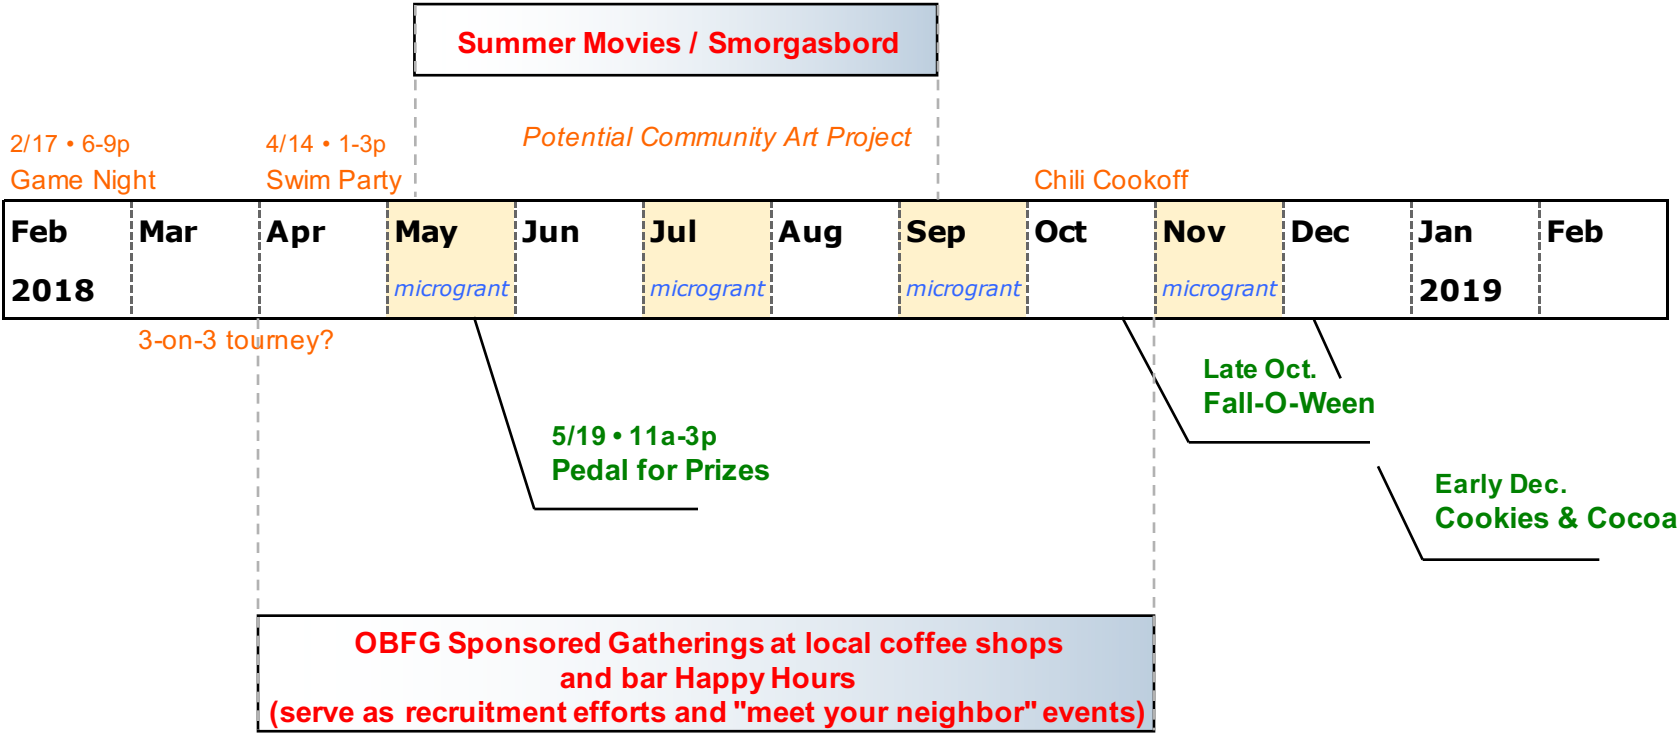 Summer Movies / Smorgasbord
Potential Community Art Project
2/17 • 6-9p
Game Night
4/14 • 1-3p
Swim Party
Chili Cookoff
Feb Mar Apr May Jun Jul Aug Sep Oct Nov Dec Jan Feb
2018 microgrant microgrant microgrant microgrant 2019
3-on-3 tourney?
Late Oct.
Fall-O-Ween
5/19 • 11a-3p
Pedal for Prizes
Early Dec.
Cookies & Cocoa
OBFG Sponsored Gatherings at local coffee shops
and bar Happy Hours
(serve as recruitment efforts and "meet your neighbor" events)